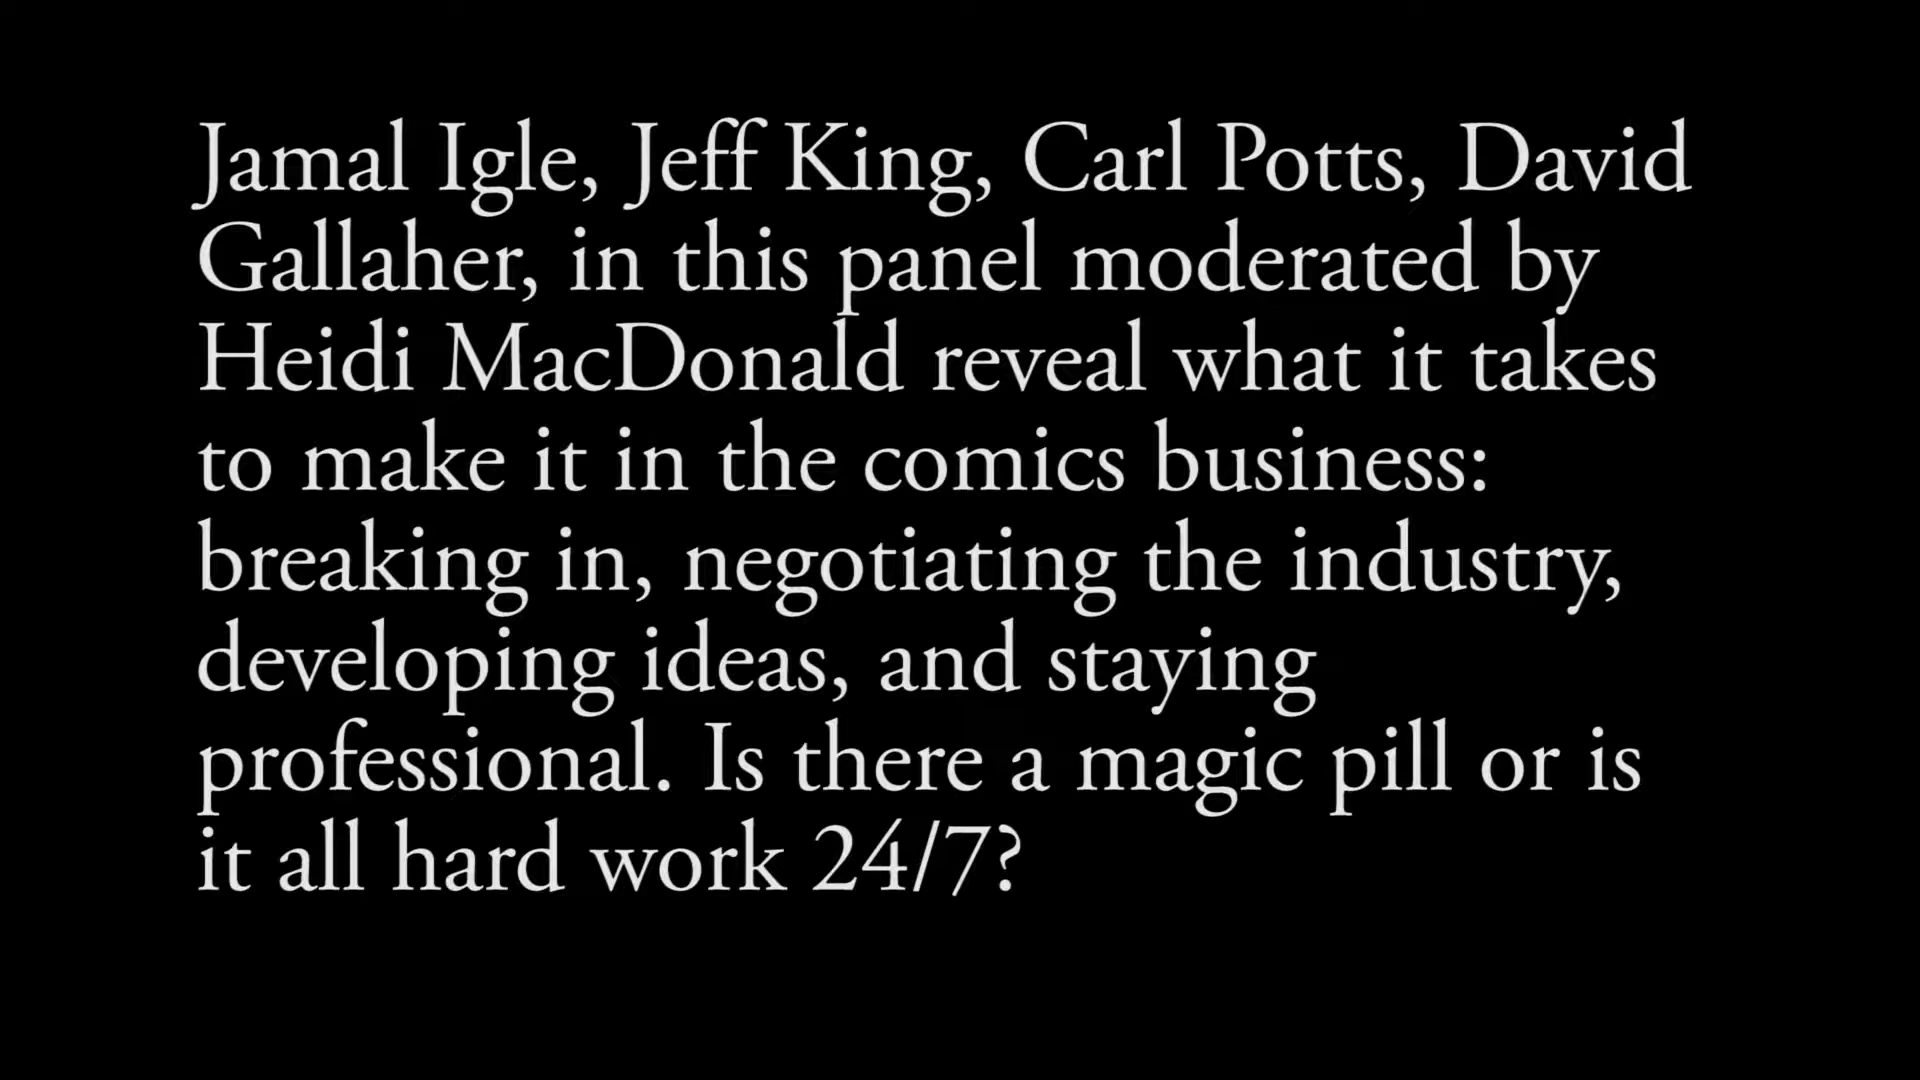 Jamal Igle, Jeff King, Carl Potts, David
Gallaher, in this panel moderated by
Heidi MacDonald reveal what it takes
to make it in the comics business:
breaking in, negotiating the industry,
developing ideas, and staying
professional. Is there a magic pill or is
it all hard work 24/7?